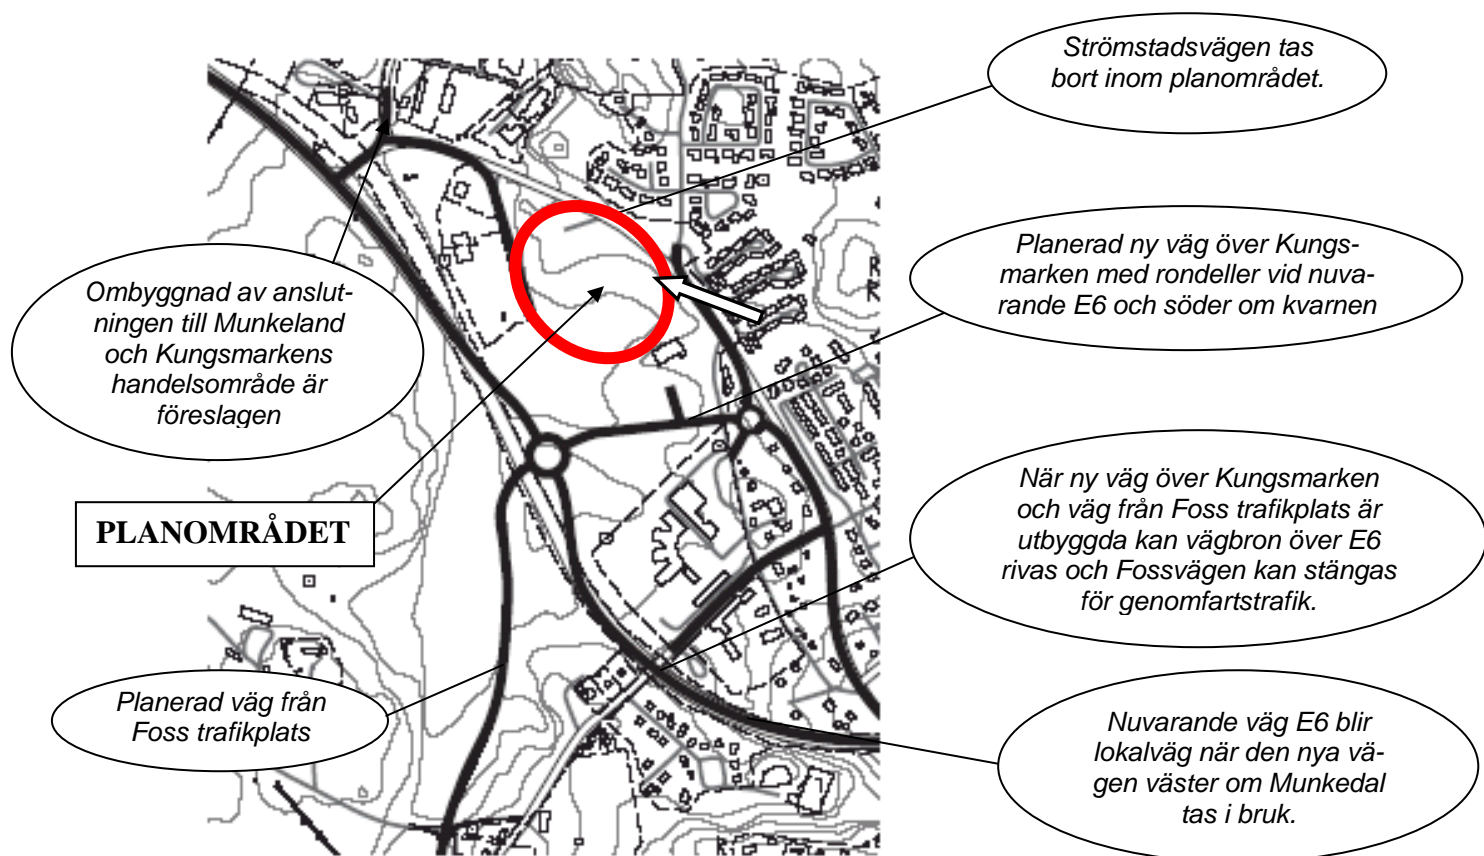 Strömstadsvägen tas
bort inom planområdet.
Planerad ny väg över Kungs-
marken med rondeller vid nuva-
rande E6 och söder om kvarnen
Ombyggnad av anslut-
ningen till Munkeland
och Kungsmarkens
handelsområde är
föreslagen
När ny väg över Kungsmarken
och väg från Foss trafikplats är
utbyggda kan vägbron över E6
rivas och Fossvägen kan stängas
för genomfartstrafik.
PLANOMRÅDET
Planerad väg från
Foss trafikplats
Nuvarande väg E6 blir
lokalväg när den nya vä-
gen väster om Munkedal
tas i bruk.